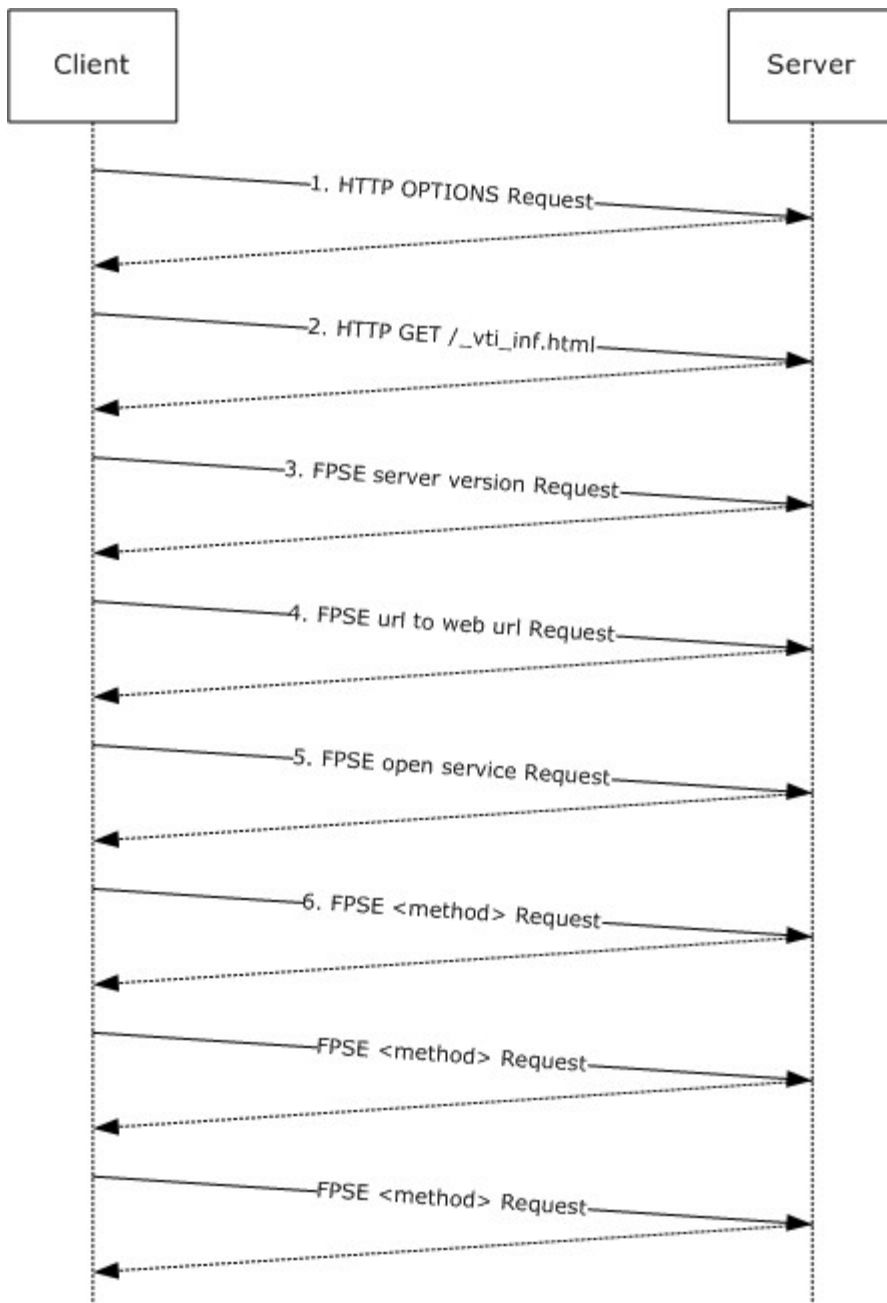 Client
Server
1. HTTP OPTIONS Request
2. HTTP GET /_vti_inf.html
3. FPSE server version Request
4. FPSE url to web url Request
5. FPSE open service Request
6. FPSE <method> Request
FPSE <method> Request
FPSE <method> Request